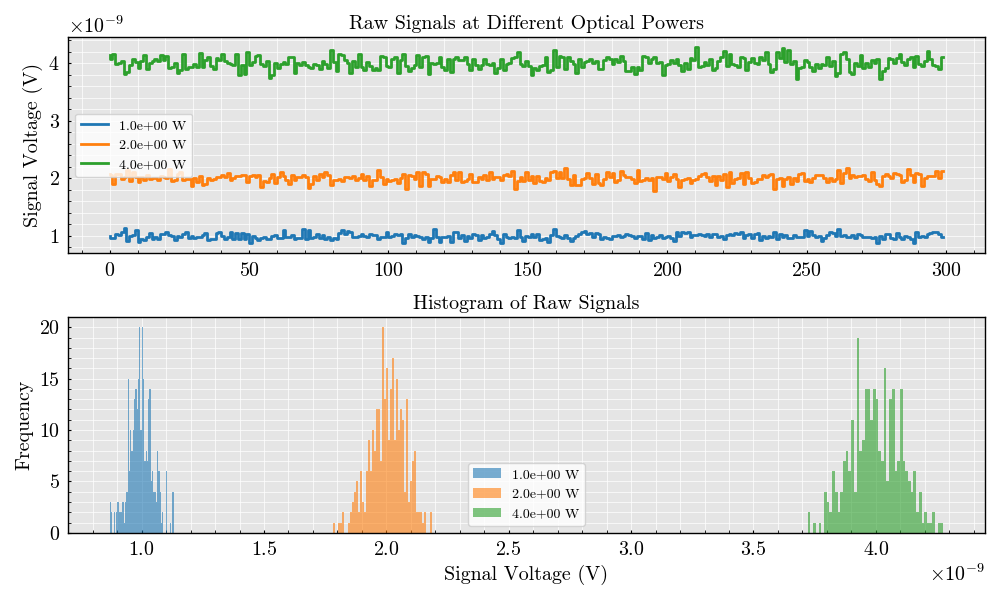 Raw Signals at Different Optical Powers
×10⁻⁹
Signal Voltage (V)
4
3
2
1
1.0e+00 W
2.0e+00 W
4.0e+00 W
0 50 100 150 200 250 300
Histogram of Raw Signals
Frequency
20
15
10
5
0
1.0e+00 W
2.0e+00 W
4.0e+00 W
1.0 1.5 2.0 2.5 3.0 3.5 4.0
Signal Voltage (V)
×10⁻⁹